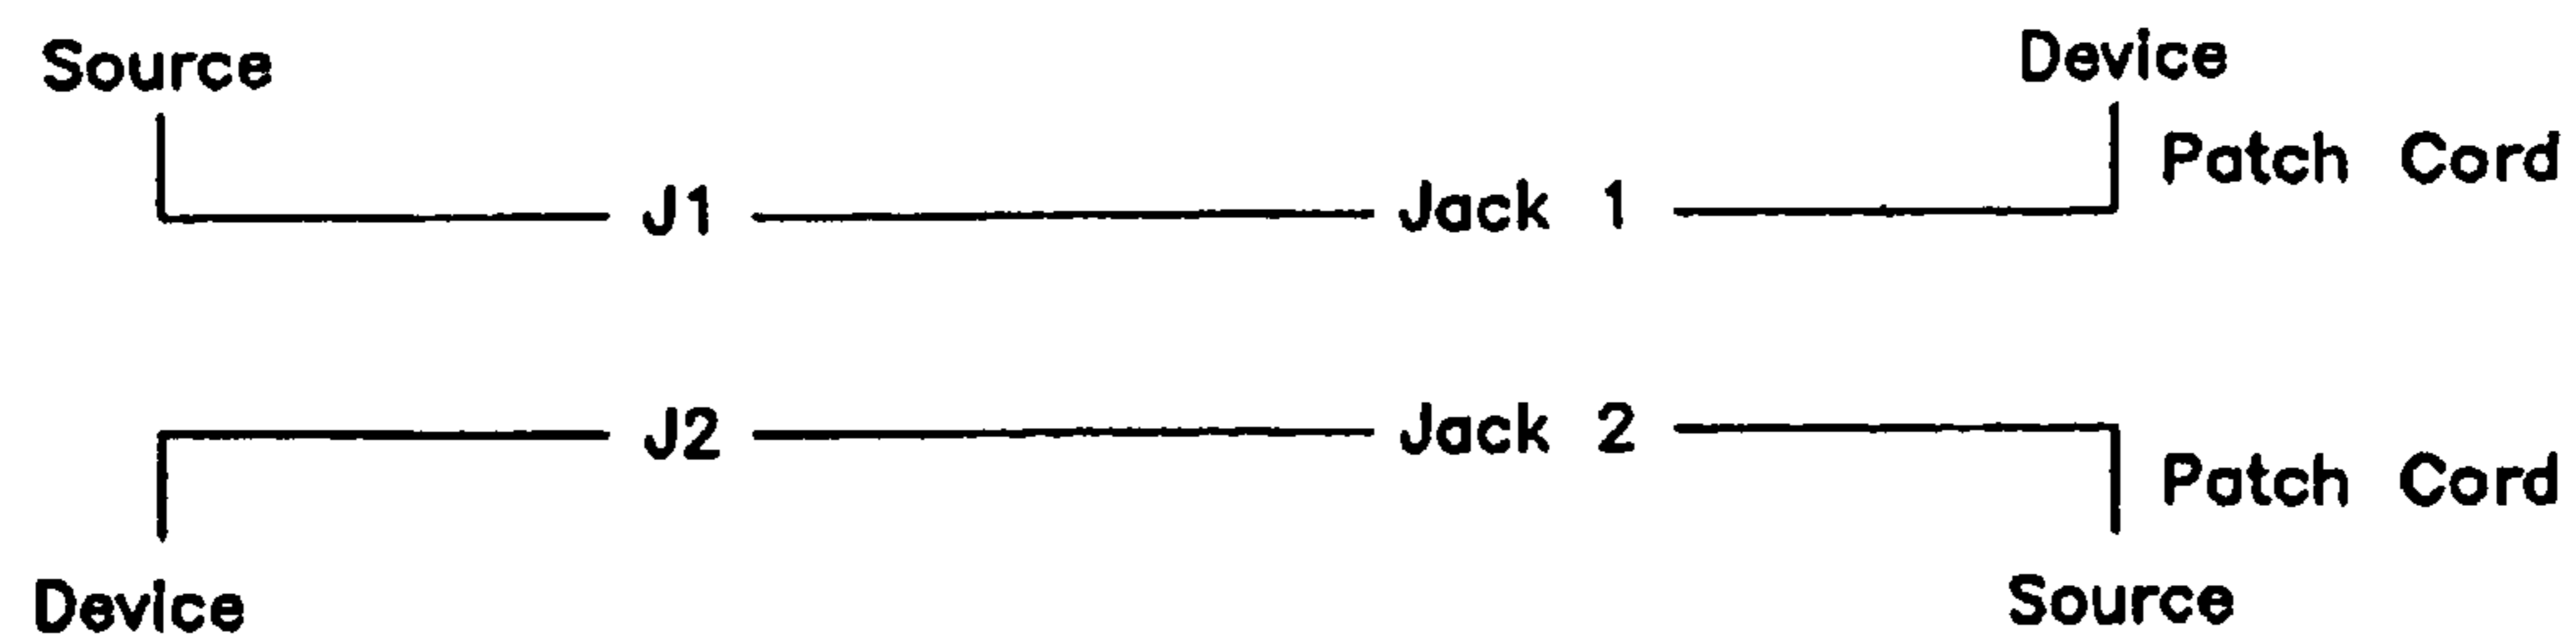 Source
Device
Patch Cord
J1
Jack 1
J2
Jack 2
Patch Cord
Device
Source